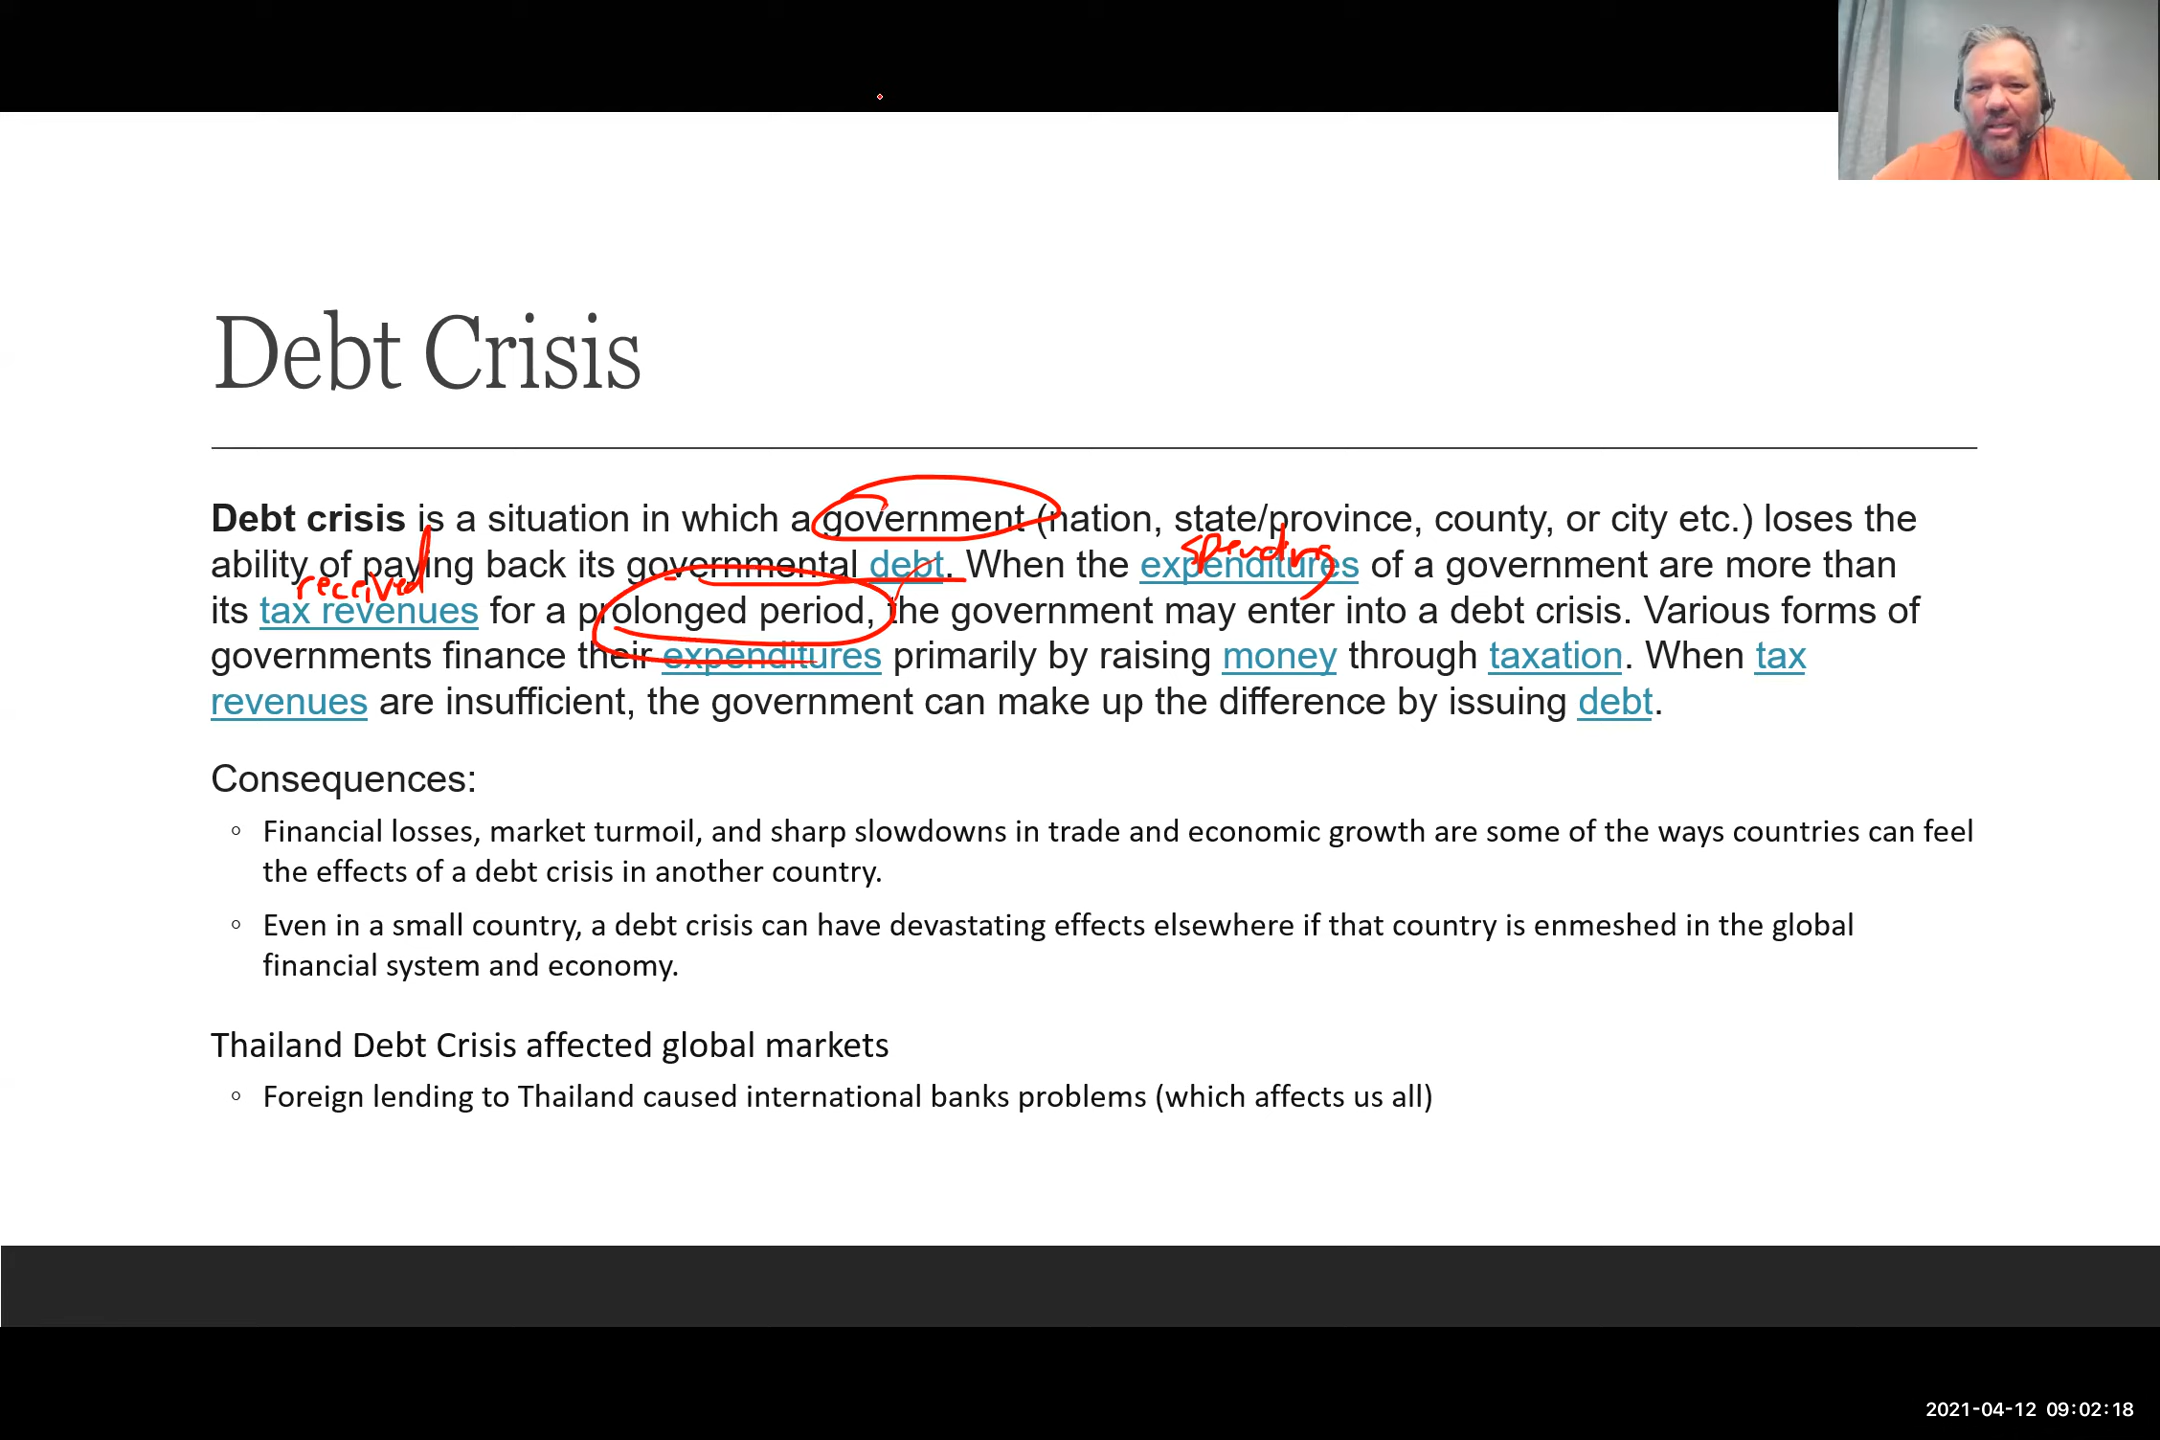 Debt Crisis
Debt crisis is a situation in which a government (nation, state/province, county, or city etc.) loses the
spending
ability of paying back its governmental debt. When the expenditures of a government are more than
received
its tax revenues for a prolonged period, the government may enter into a debt crisis. Various forms of
governments finance their expenditures primarily by raising money through taxation. When tax
revenues are insufficient, the government can make up the difference by issuing debt.
Consequences:
◦ Financial losses, market turmoil, and sharp slowdowns in trade and economic growth are some of the ways countries can feel
the effects of a debt crisis in another country.
◦ Even in a small country, a debt crisis can have devastating effects elsewhere if that country is enmeshed in the global
financial system and economy.
Thailand Debt Crisis affected global markets
◦ Foreign lending to Thailand caused international banks problems (which affects us all)
2021-04-12 09:02:18